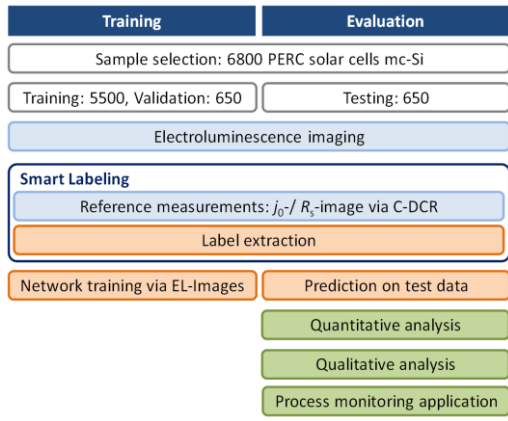 Training
Evaluation
Sample selection: 6800 PERC solar cells mc-Si
Training: 5500, Validation: 650
Testing: 650
Electroluminescence imaging
Smart Labeling
Reference measurements: j0-/ Rs-image via C-DCR
Label extraction
Network training via EL-Images
Prediction on test data
Quantitative analysis
Qualitative analysis
Process monitoring application